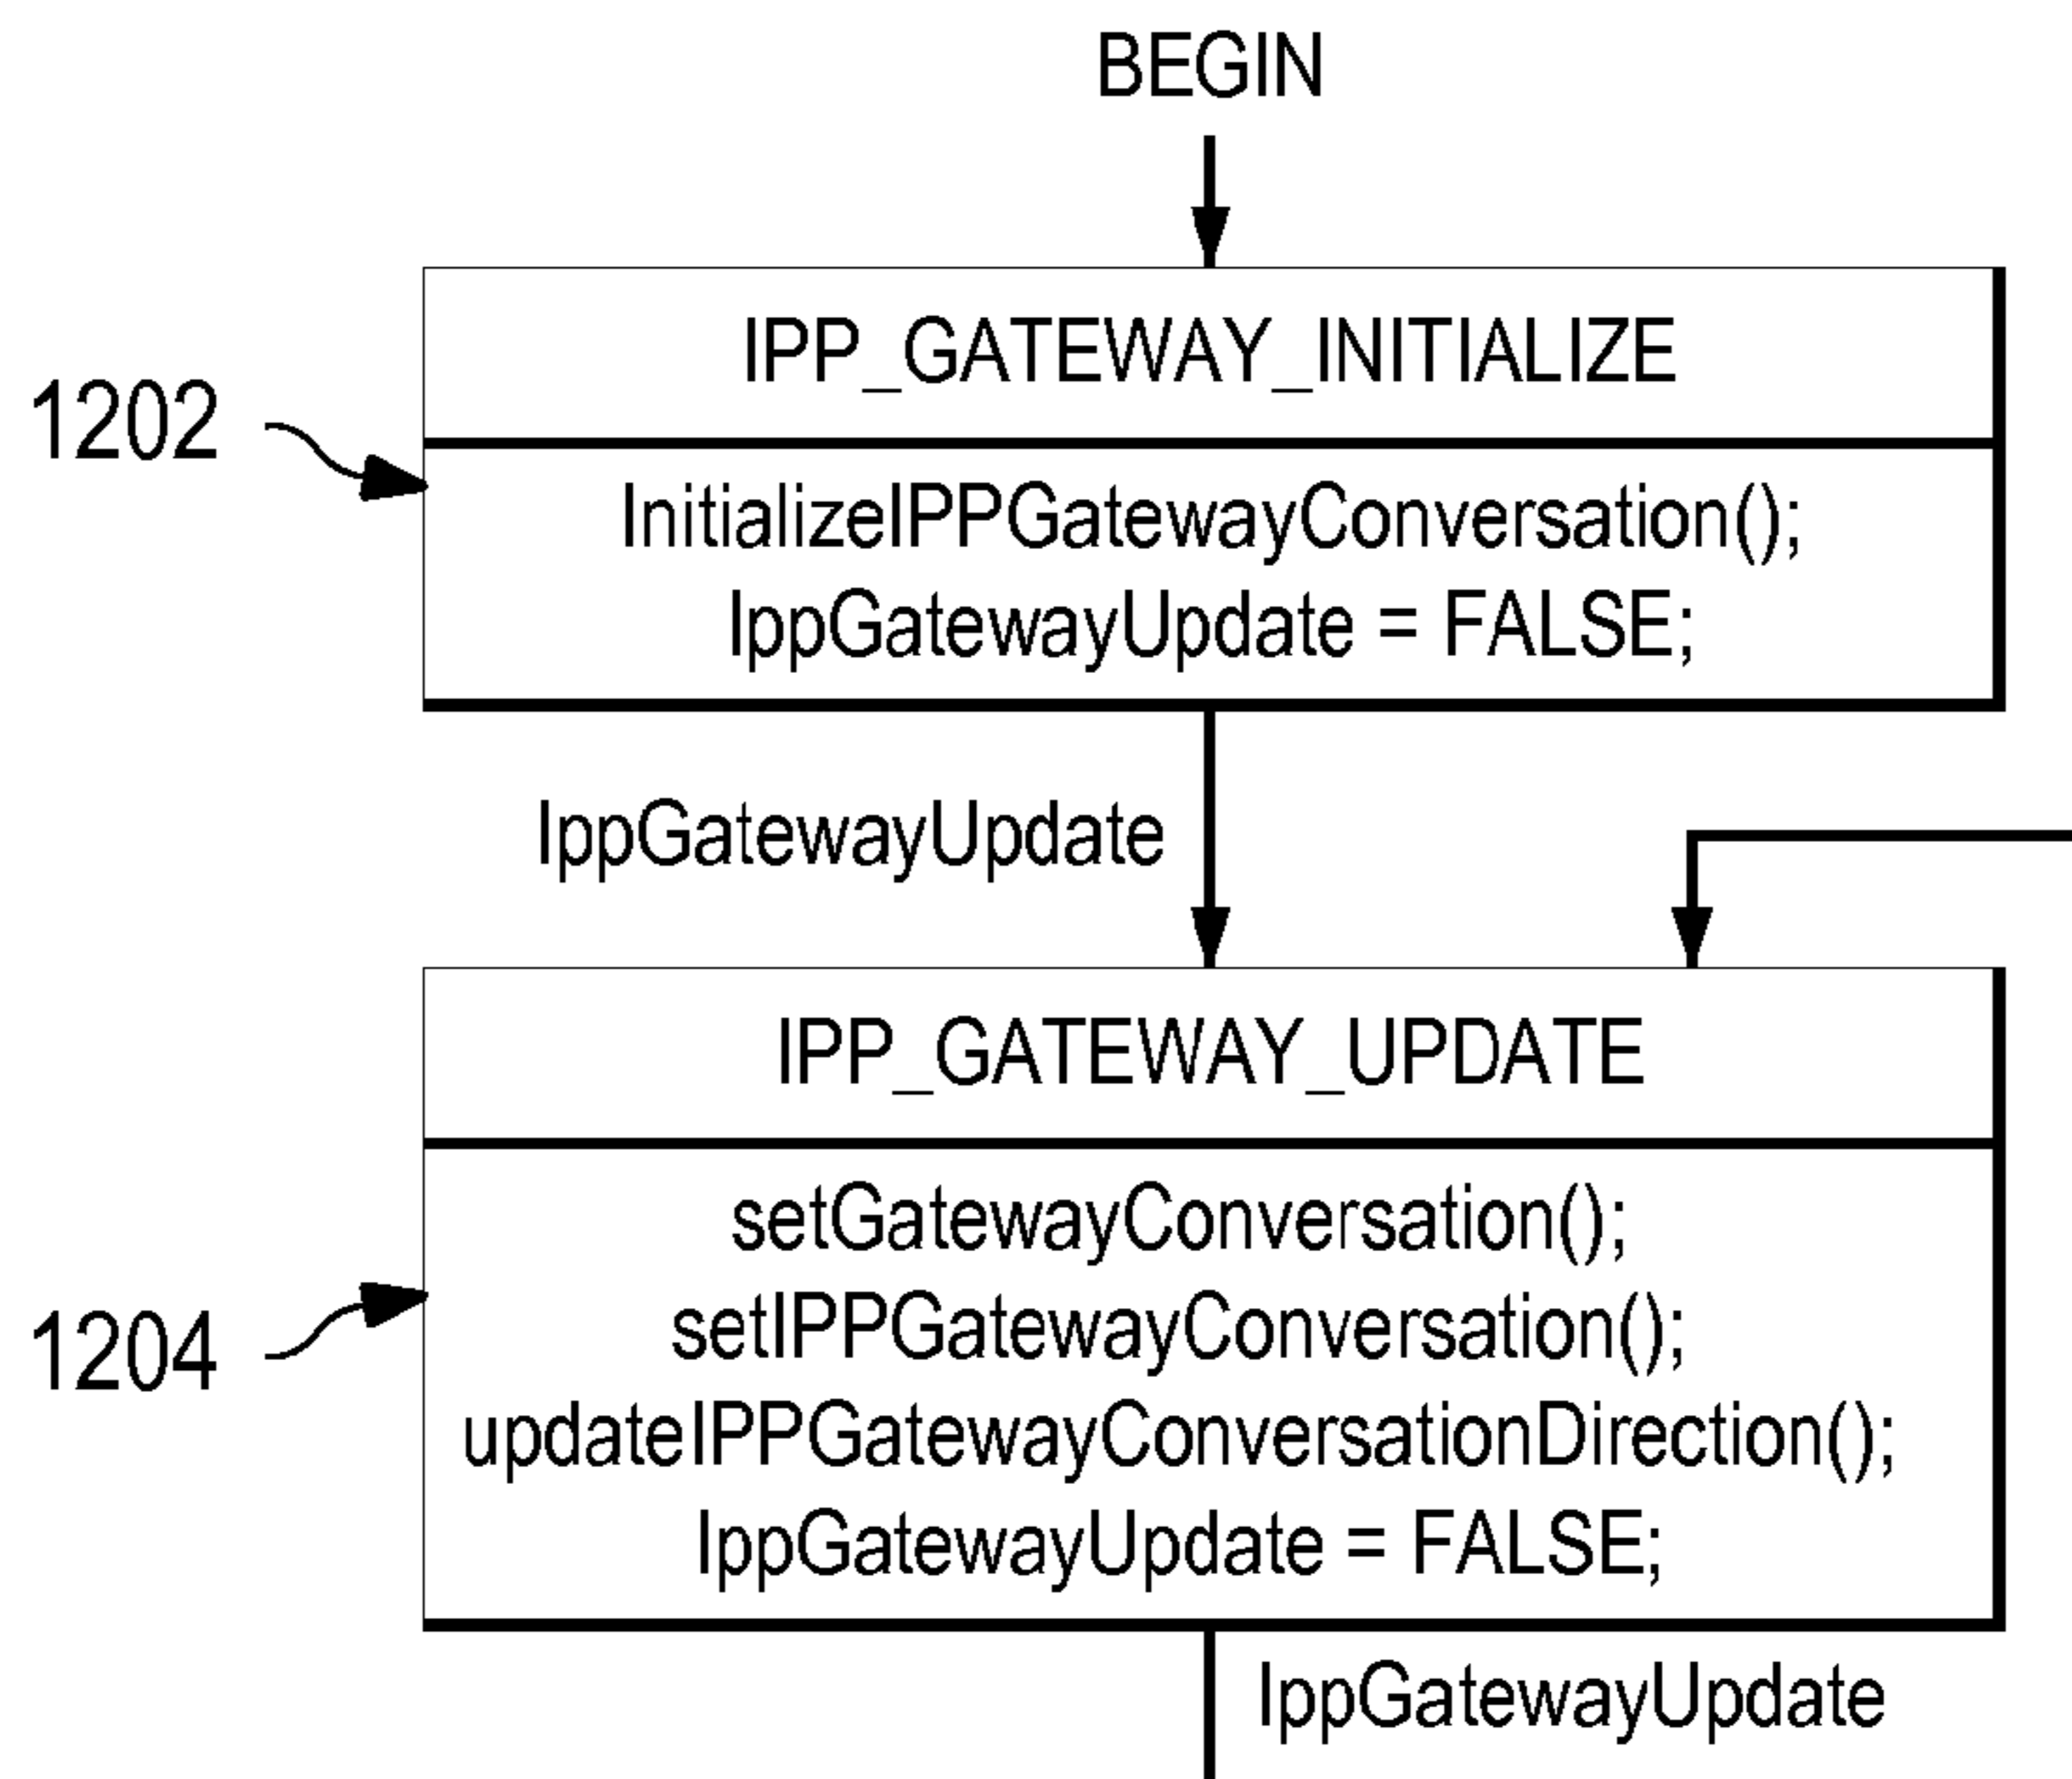 BEGIN
IPP_GATEWAY_INITIALIZE
1202
InitializeIPPGatewayConversation();
IppGatewayUpdate = FALSE;
IppGatewayUpdate
IPP_GATEWAY_UPDATE
setGatewayConversation();
setIPPGatewayConversation();
1204
updateIPPGatewayConversationDirection();
IppGatewayUpdate = FALSE;
IppGatewayUpdate